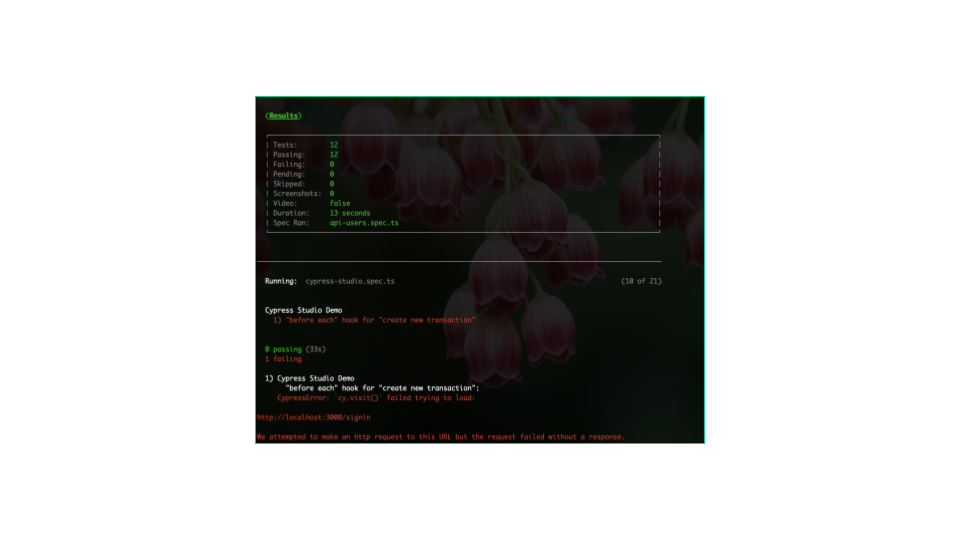 (Results)
Tests: 12
Passing: 12
Failing: 0
Pending: 0
Skipped: 0
Screenshots: 0
Video: false
Duration: 13 seconds
Spec Ran: api-users.spec.ts
Running: cypress-studio.spec.ts (10 of 21)
Cypress Studio Demo
1) "before each" hook for "create new transaction"
0 passing (33s)
1 failing
1) Cypress Studio Demo
"before each" hook for "create new transaction":
CypressError: `cy.visit()` failed trying to load:
http://localhost:3000/signin
We attempted to make an http request to this URL but the request failed without a response.